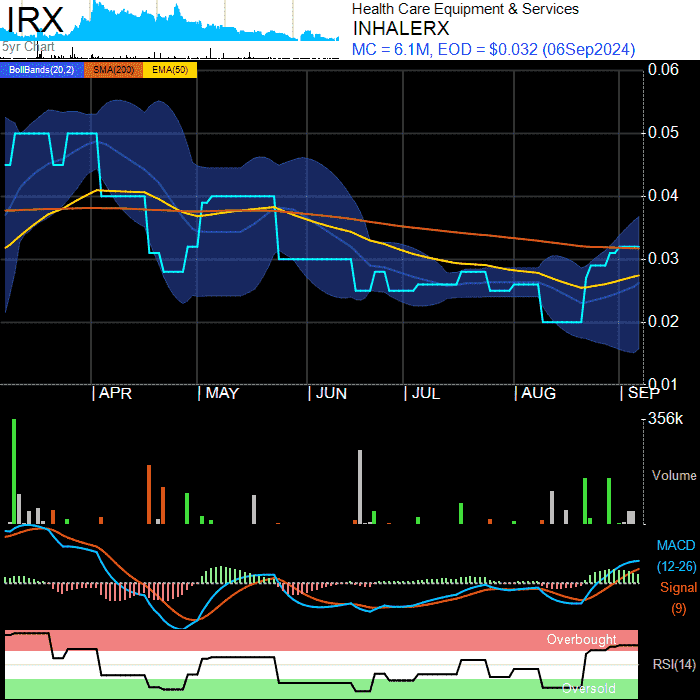 IRX
5yr Chart
Health Care Equipment & Services
INHALERX
MC = 6.1M, EOD = $0.032 (06Sep2024)
BollBands(20,2) SMA(200) EMA(50)
0.06
0.05
0.04
0.03
0.02
0.01
APR MAY JUN JUL AUG SEP
356k
Volume
MACD
(12-26)
Signal
(9)
Overbought
RSI(14)
Oversold